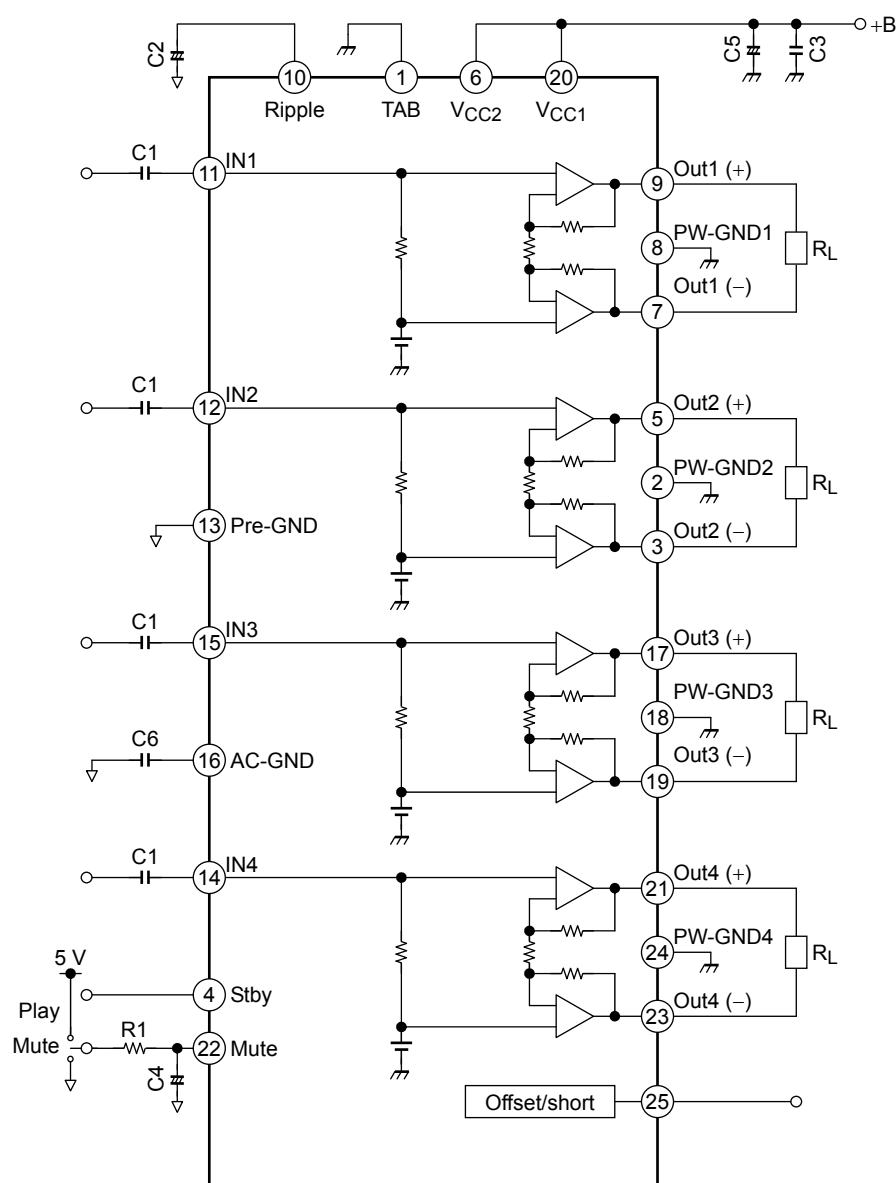 +B
C2
C5
C3
10
1
6
20
Ripple
TAB
VCC2
VCC1
C1
11
IN1
9
Out1 (+)
8
PW-GND1
RL
7
Out1 (−)
C1
12
IN2
5
Out2 (+)
2
PW-GND2
RL
3
Out2 (−)
13
Pre-GND
C1
15
IN3
17
Out3 (+)
18
PW-GND3
RL
19
Out3 (−)
C6
16
AC-GND
C1
14
IN4
21
Out4 (+)
24
PW-GND4
RL
23
Out4 (−)
5 V
4
Stby
Play
R1
Mute
22
Mute
C4
Offset/short
25